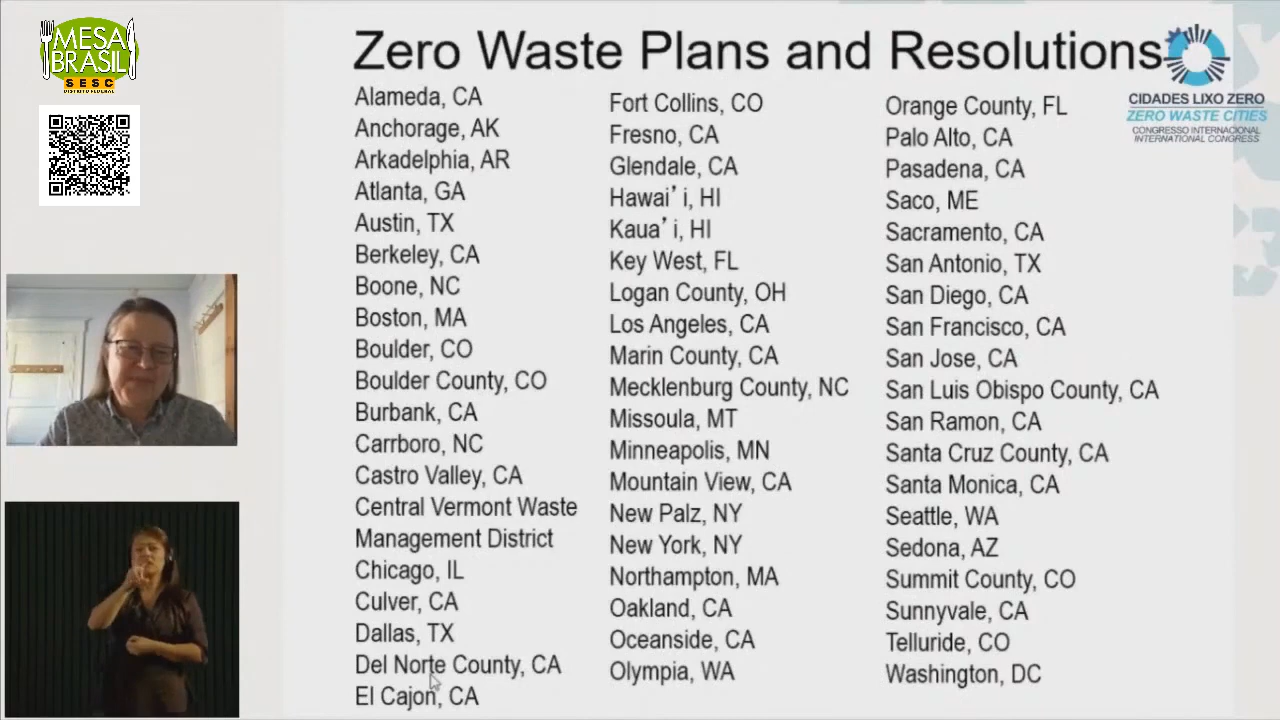 MESA
BRASIL
SESC
DISTRITO FEDERAL
Zero Waste Plans and Resolutions
CIDADES LIXO ZERO
ZERO WASTE CITIES
CONGRESSO INTERNACIONAL
INTERNATIONAL CONGRESS
Alameda, CA
Anchorage, AK
Arkadelphia, AR
Atlanta, GA
Austin, TX
Berkeley, CA
Boone, NC
Boston, MA
Boulder, CO
Boulder County, CO
Burbank, CA
Carrboro, NC
Castro Valley, CA
Central Vermont Waste
Management District
Chicago, IL
Culver, CA
Dallas, TX
Del Norte County, CA
El Cajon, CA
Fort Collins, CO
Fresno, CA
Glendale, CA
Hawai’i, HI
Kaua’i, HI
Key West, FL
Logan County, OH
Los Angeles, CA
Marin County, CA
Mecklenburg County, NC
Missoula, MT
Minneapolis, MN
Mountain View, CA
New Palz, NY
New York, NY
Northampton, MA
Oakland, CA
Oceanside, CA
Olympia, WA
Orange County, FL
Palo Alto, CA
Pasadena, CA
Saco, ME
Sacramento, CA
San Antonio, TX
San Diego, CA
San Francisco, CA
San Jose, CA
San Luis Obispo County, CA
San Ramon, CA
Santa Cruz County, CA
Santa Monica, CA
Seattle, WA
Sedona, AZ
Summit County, CO
Sunnyvale, CA
Telluride, CO
Washington, DC